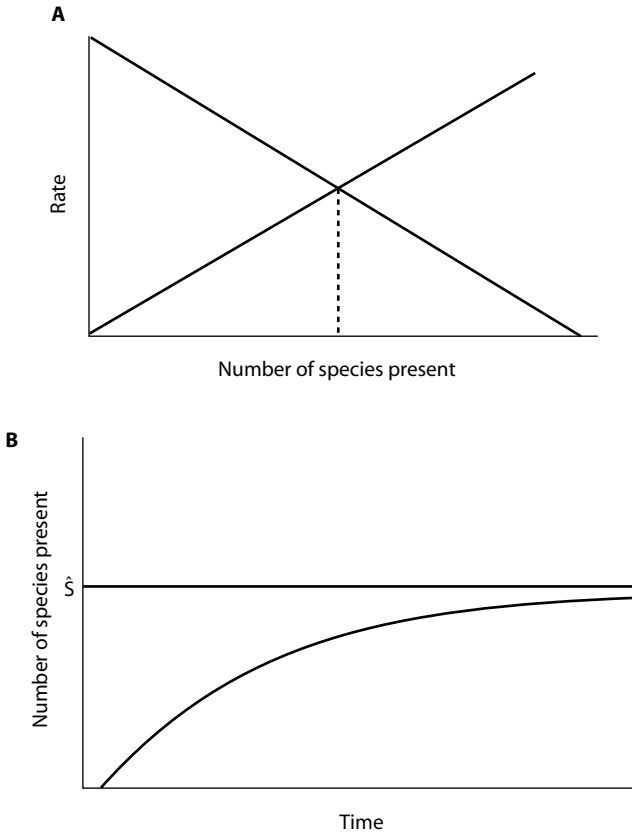 A
Rate
Number of species present
B
Number of species present
Ŝ
Time